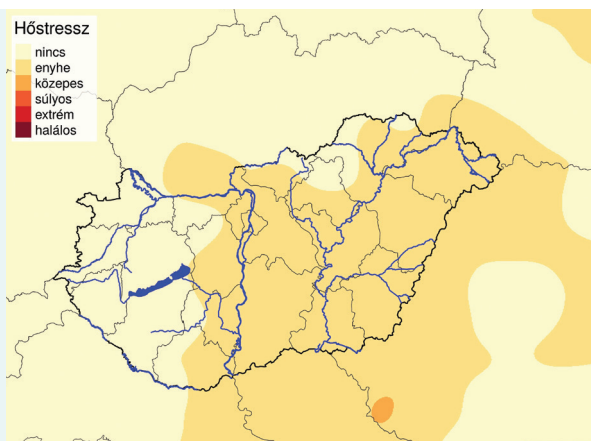 Hőstressz
nincs
enyhe
közepes
súlyos
extrém
halálos